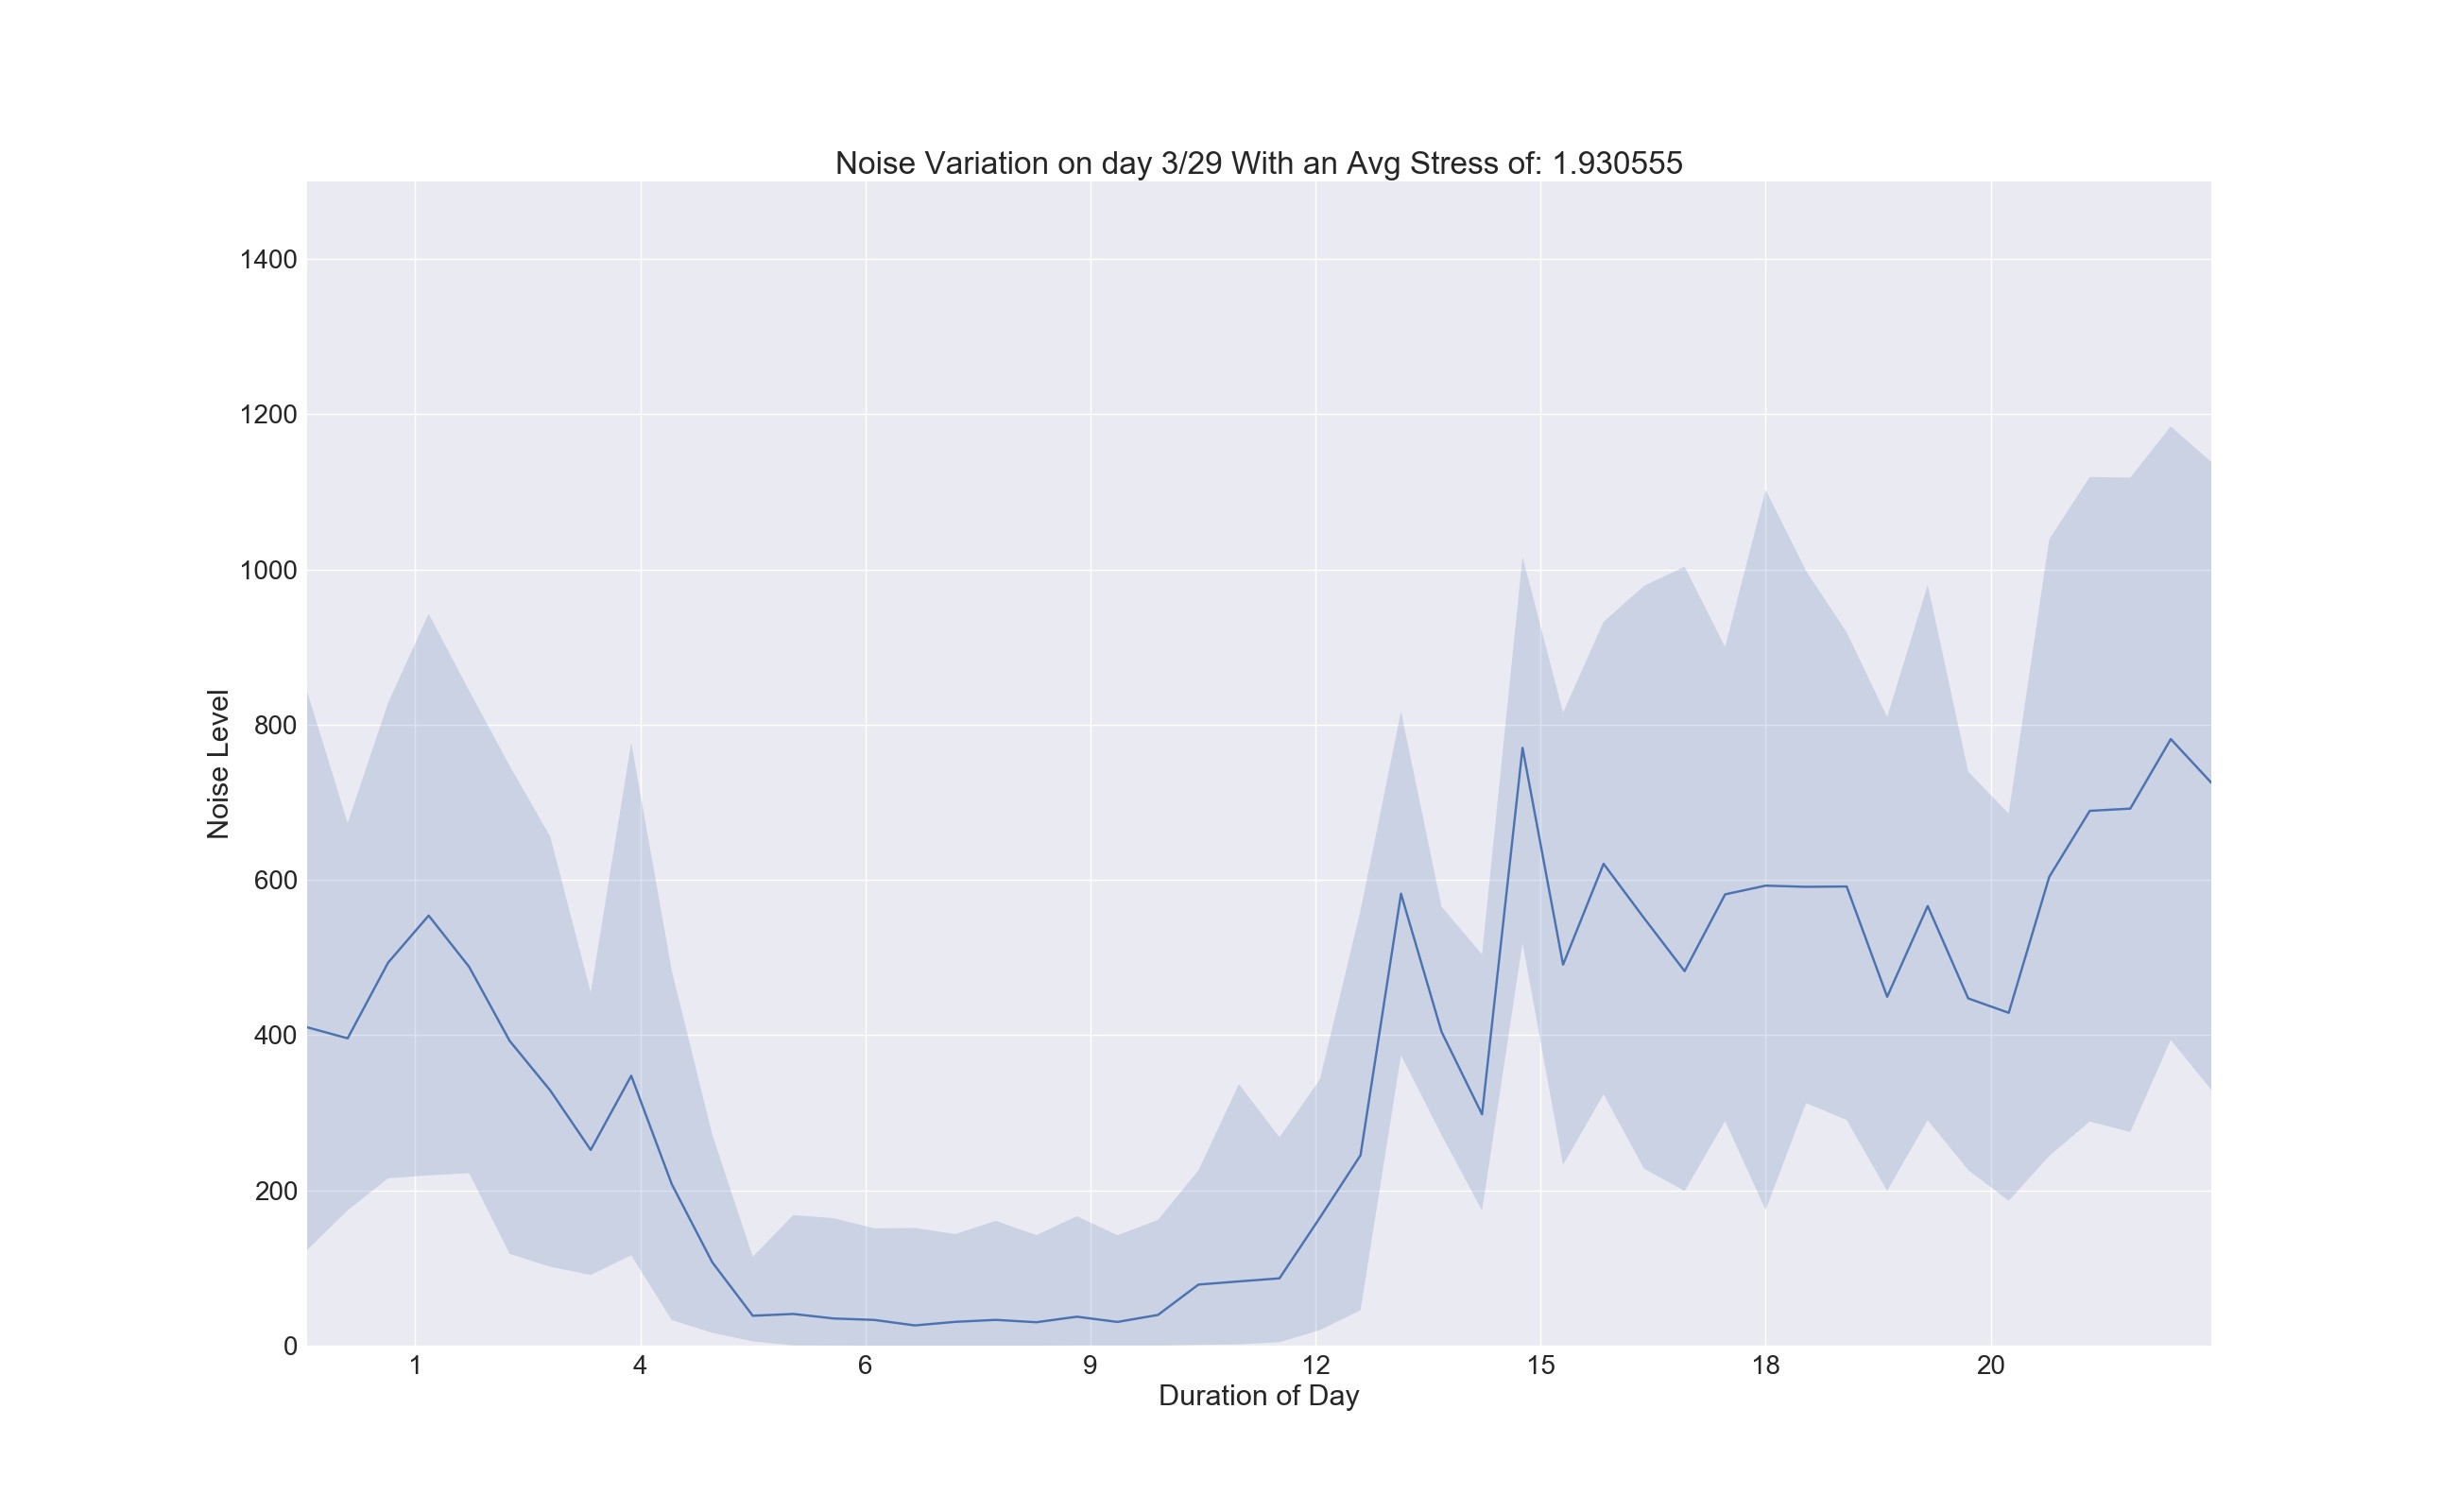 Noise Variation on day 3/29 With an Avg Stress of: 1.930555
1400
1200
1000
800
600
400
200
0
Noise Level
1 4 6 9 12 15 18 20
Duration of Day